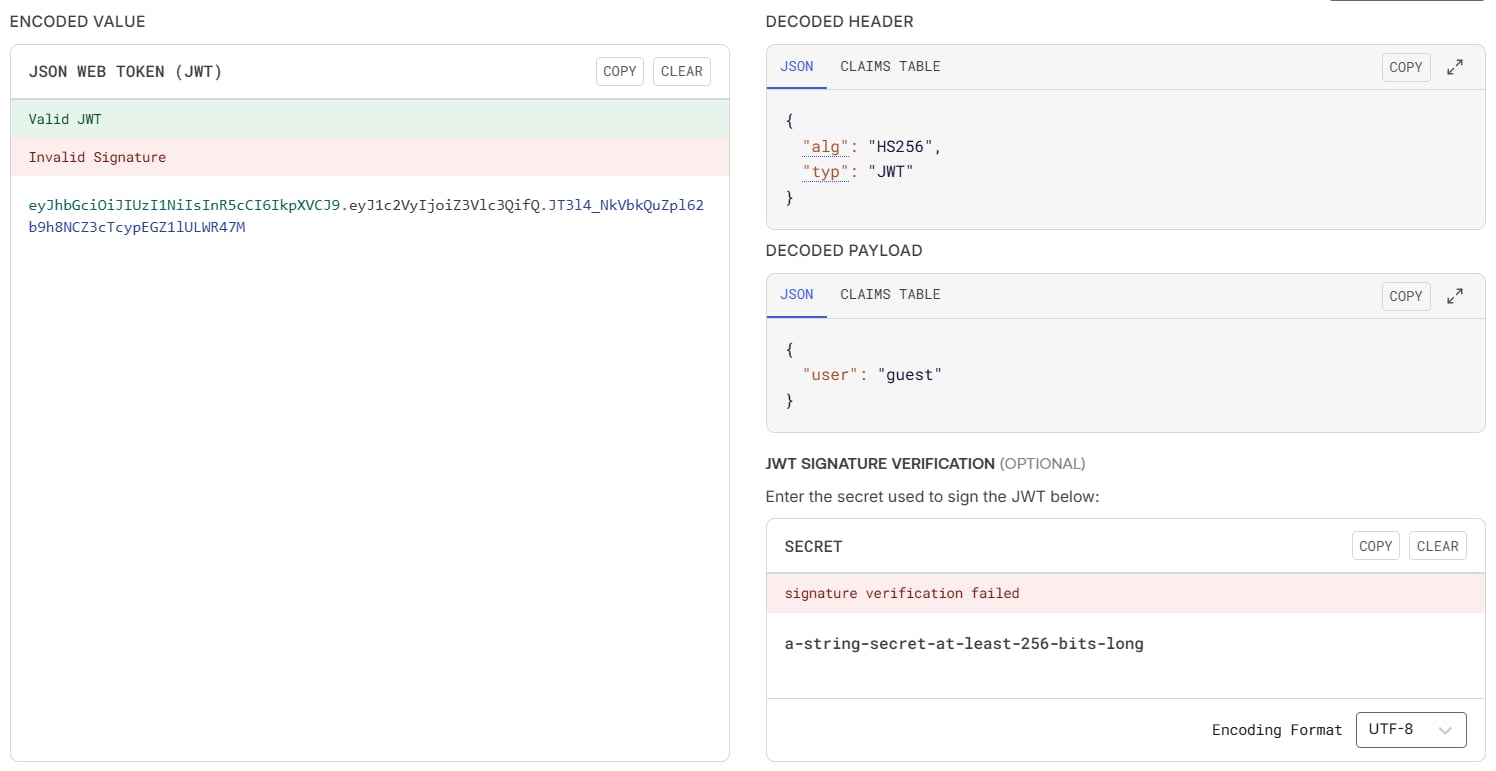 ENCODED VALUE
JSON WEB TOKEN (JWT)
COPY
CLEAR
Valid JWT
Invalid Signature
eyJhbGciOiJIUzI1NiIsInR5cCI6IkpXVCJ9.eyJ1c2VyIjoiZ3Vlc3QifQ.JT3l4_NkVbkQuZpl62
b9h8NCZ3cTcypEGZ1lULWR47M
DECODED HEADER
JSON
CLAIMS TABLE
COPY
{
"alg": "HS256",
"typ": "JWT"
}
DECODED PAYLOAD
JSON
CLAIMS TABLE
COPY
{
"user": "guest"
}
JWT SIGNATURE VERIFICATION (OPTIONAL)
Enter the secret used to sign the JWT below:
SECRET
COPY
CLEAR
signature verification failed
a-string-secret-at-least-256-bits-long
Encoding Format
UTF-8